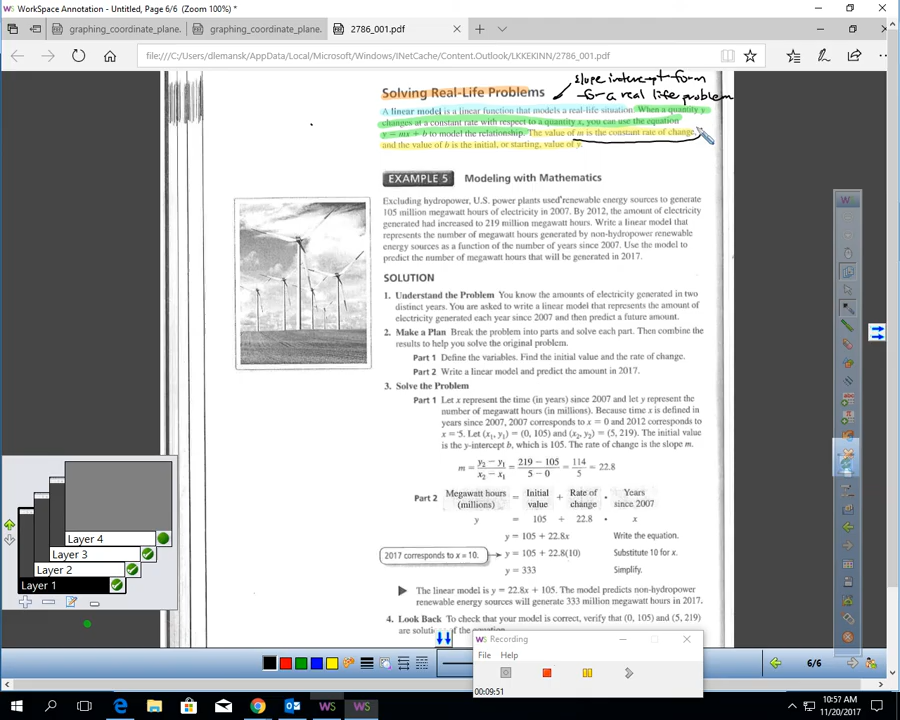 WorkSpace Annotation - Untitled, Page 6/6 (Zoom 100%) *
graphing_coordinate_plane.
graphing_coordinate_plane.
2786_001.pdf
file:///C:/Users/dlemansk/AppData/Local/Microsoft/Windows/INetCache/Content.Outlook/LKKEKINN/2786_001.pdf
slope intercept form
for a real life problem
Solving Real-Life Problems
A linear model is a linear function that models a real-life situation. When a quantity y
changes at a constant rate with respect to a quantity x, you can use the equation
y = mx + b to model the relationship. The value of m is the constant rate of change,
and the value of b is the initial, or starting, value of y.
EXAMPLE 5 Modeling with Mathematics
Excluding hydropower, U.S. power plants used renewable energy sources to generate
105 million megawatt hours of electricity in 2007. By 2012, the amount of electricity
generated had increased to 219 million megawatt hours. Write a linear model that
represents the number of megawatt hours generated by non-hydropower renewable
energy sources as a function of the number of years since 2007. Use the model to
predict the number of megawatt hours that will be generated in 2017.
SOLUTION
1. Understand the Problem You know the amounts of electricity generated in two
distinct years. You are asked to write a linear model that represents the amount of
electricity generated each year since 2007 and then predict a future amount.
2. Make a Plan Break the problem into parts and solve each part. Then combine the
results to help you solve the original problem.
Part 1 Define the variables. Find the initial value and the rate of change.
Part 2 Write a linear model and predict the amount in 2017.
3. Solve the Problem
Part 1 Let x represent the time (in years) since 2007 and let y represent the
number of megawatt hours (in millions). Because time x is defined in
years since 2007, 2007 corresponds to x = 0 and 2012 corresponds to
x = 5. Let (x₁, y₁) = (0, 105) and (x₂, y₂) = (5, 219). The initial value
is the y-intercept b, which is 105. The rate of change is the slope m.
m = y₂ − y₁ / x₂ − x₁ = 219 − 105 / 5 − 0 = 114 / 5 = 22.8
Part 2 Megawatt hours (millions) = Initial value + Rate of change • Years since 2007
y = 105 + 22.8 • x
y = 105 + 22.8x Write the equation.
2017 corresponds to x = 10. y = 105 + 22.8(10) Substitute 10 for x.
y = 333 Simplify.
The linear model is y = 22.8x + 105. The model predicts non-hydropower
renewable energy sources will generate 333 million megawatt hours in 2017.
4. Look Back To check that your model is correct, verify that (0, 105) and (5, 219)
are solutions of the equation
Layer 4
Layer 3
Layer 2
Layer 1
WS Recording
File Help
00:09:51
6/6
10:57 AM
11/20/2017